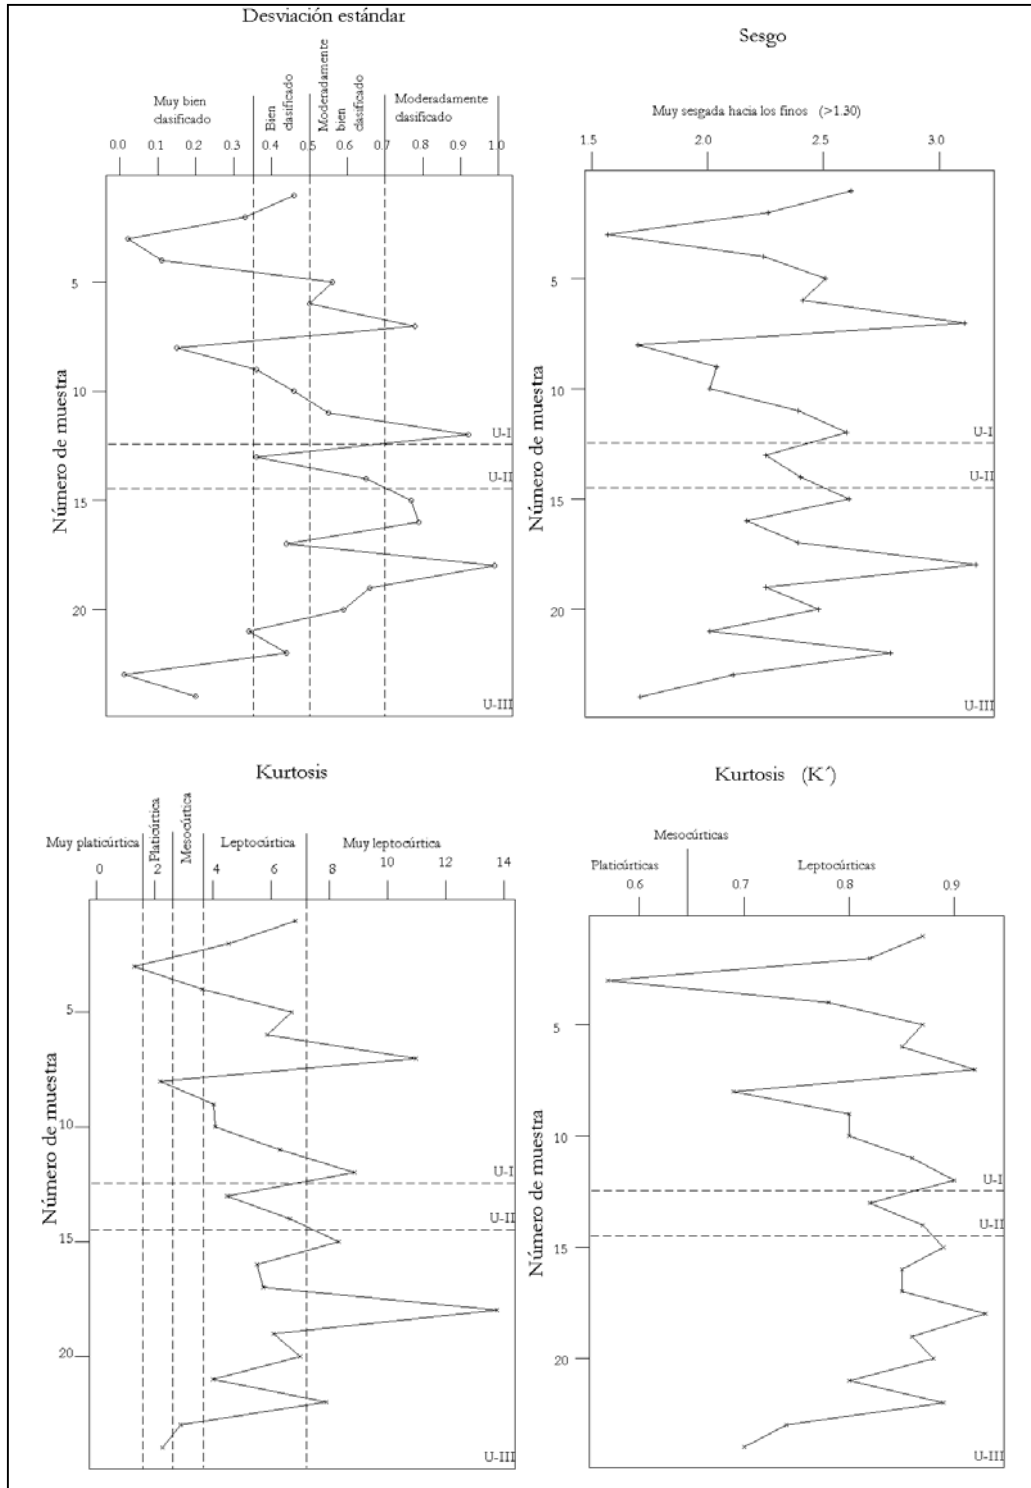 Desviación estándar
Muy bien
clasificado
Bien
clasificado
Moderadamente
bien
clasificado
Moderadamente
clasificado
0.0 0.1 0.2 0.3 0.4 0.5 0.6 0.7 0.8 0.9 1.0
5
10
15
20
Número de muestra
U-I
U-II
U-III
Sesgo
Muy sesgada hacia los finos (>1.30)
1.5 2.0 2.5 3.0
5
10
15
20
Número de muestra
U-I
U-II
U-III
Kurtosis
Muy platicúrtica
Platicúrtica
Mesocúrtica
Leptocúrtica
Muy leptocúrtica
0 2 4 6 8 10 12 14
5
10
15
20
Número de muestra
U-I
U-II
U-III
Kurtosis (K´)
Mesocúrticas
Platicúrticas
Leptocúrticas
0.6 0.7 0.8 0.9
5
10
15
20
Número de muestra
U-I
U-II
U-III